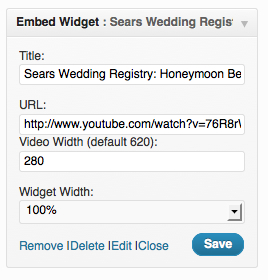 Embed Widget : Sears Wedding Regist
Title:
Sears Wedding Registry: Honeymoon Be
URL:
http://www.youtube.com/watch?v=76R8r
Video Width (default 620):
280
Widget Width:
100%
Remove |Delete |Edit |Close
Save